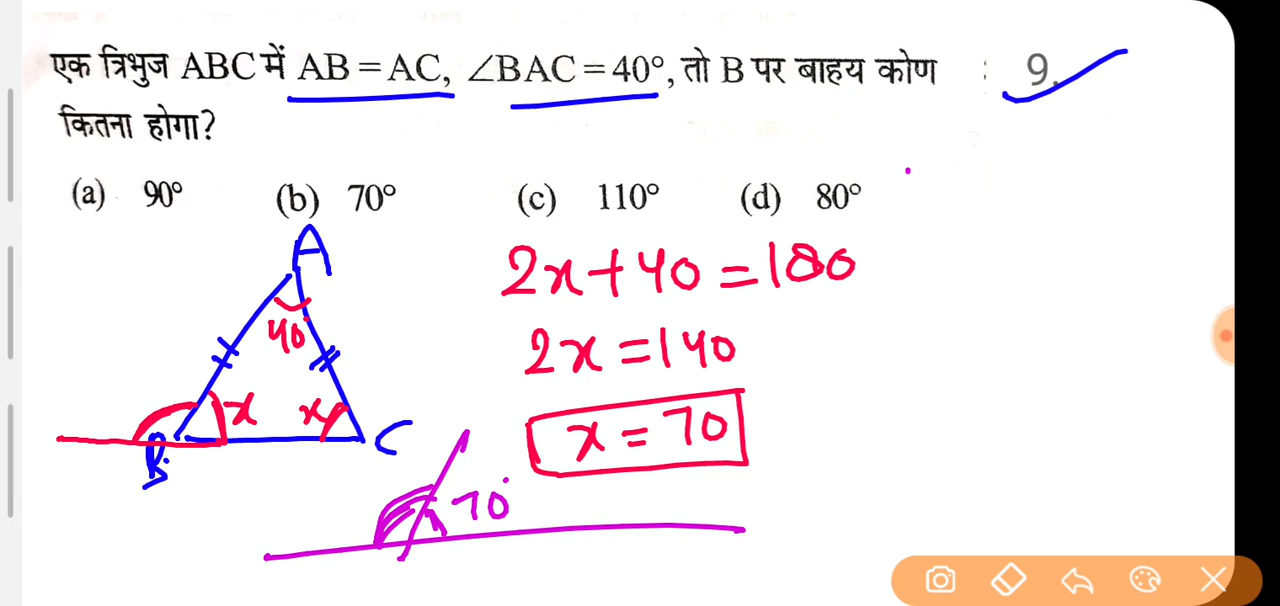 एक त्रिभुज ABC में AB = AC, ∠BAC = 40°, तो B पर बाहय कोण : 9.
कितना होगा?
(a) 90° (b) 70° (c) 110° (d) 80°
A
2x + 40 = 180
40°
2x = 140
x x
x = 70
B C
70°